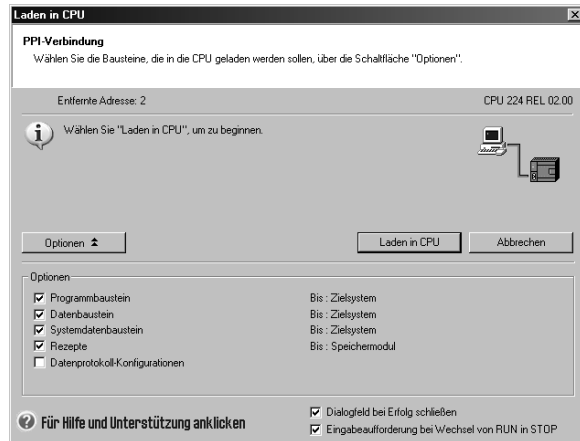 Laden in CPU
PPI-Verbindung
Wählen Sie die Bausteine, die in die CPU geladen werden sollen, über die Schaltfläche "Optionen".
Entfernte Adresse: 2 CPU 224 REL 02.00
Wählen Sie "Laden in CPU", um zu beginnen.
Optionen Laden in CPU Abbrechen
Optionen
Programmbaustein Bis : Zielsystem
Datenbaustein Bis : Zielsystem
Systemdatenbaustein Bis : Zielsystem
Rezepte Bis : Speichermodul
Datenprotokoll-Konfigurationen
Für Hilfe und Unterstützung anklicken
Dialogfeld bei Erfolg schließen
Eingabeaufforderung bei Wechsel von RUN in STOP